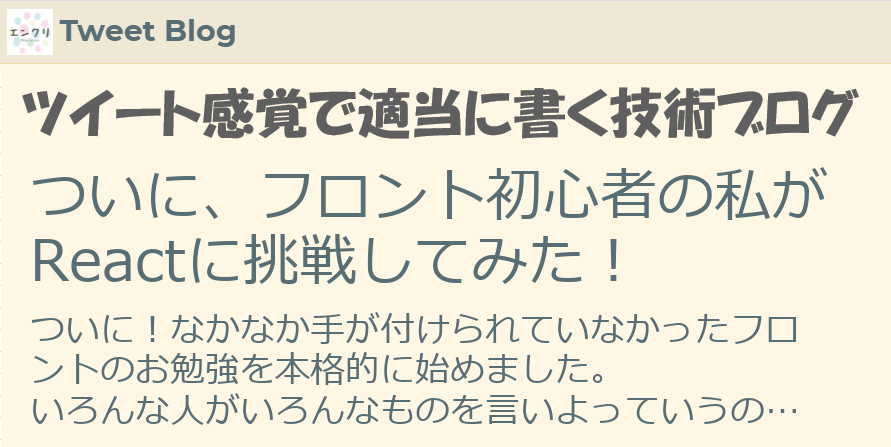 エンクリ
Tweet Blog
ツイート感覚で適当に書く技術ブログ
ついに、フロント初心者の私が
Reactに挑戦してみた！
ついに！なかなか手が付けられていなかったフロ
ントのお勉強を本格的に始めました。
いろんな人がいろんなものを言いよっていうの…